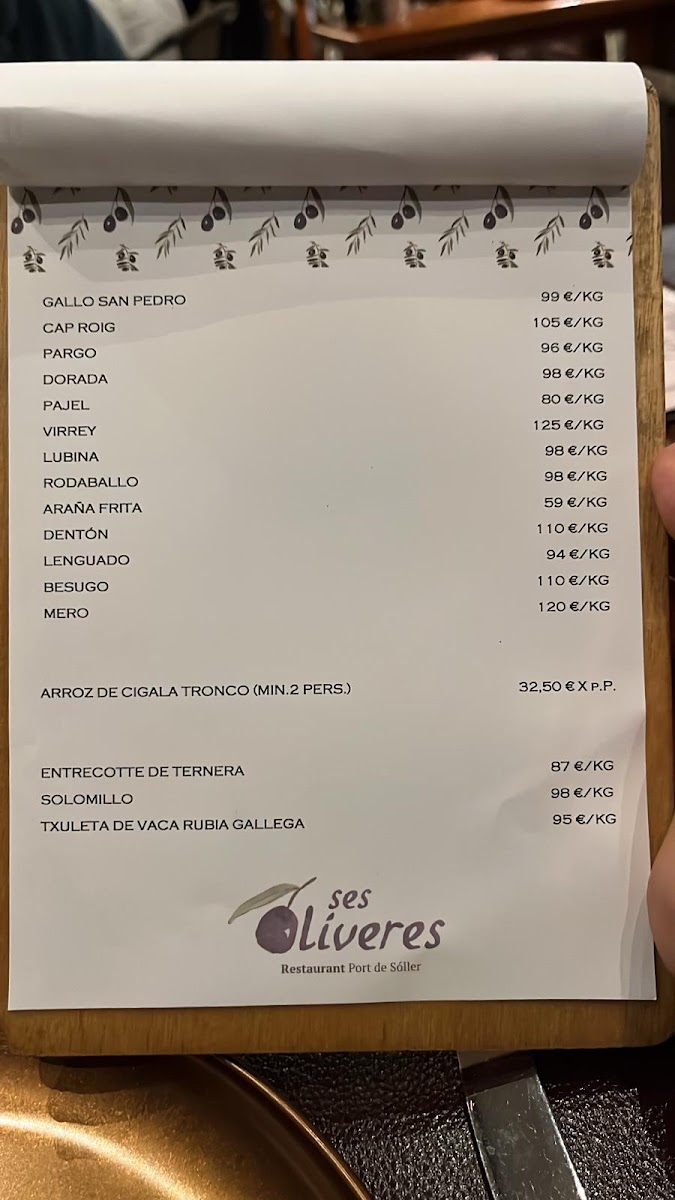 GALLO SAN PEDRO 99 €/KG
CAP ROIG 105 €/KG
PARGO 96 €/KG
DORADA 98 €/KG
PAJEL 80 €/KG
VIRREY 125 €/KG
LUBINA 98 €/KG
RODABALLO 98 €/KG
ARAÑA FRITA 59 €/KG
DENTÓN 110 €/KG
LENGUADO 94 €/KG
BESUGO 110 €/KG
MERO 120 €/KG
ARROZ DE CIGALA TRONCO (MIN.2 PERS.) 32,50 € X P.P.
ENTRECOTTE DE TERNERA 87 €/KG
SOLOMILLO 98 €/KG
TXULETA DE VACA RUBIA GALLEGA 95 €/KG
ses
Oliveres
Restaurant Port de Sóller